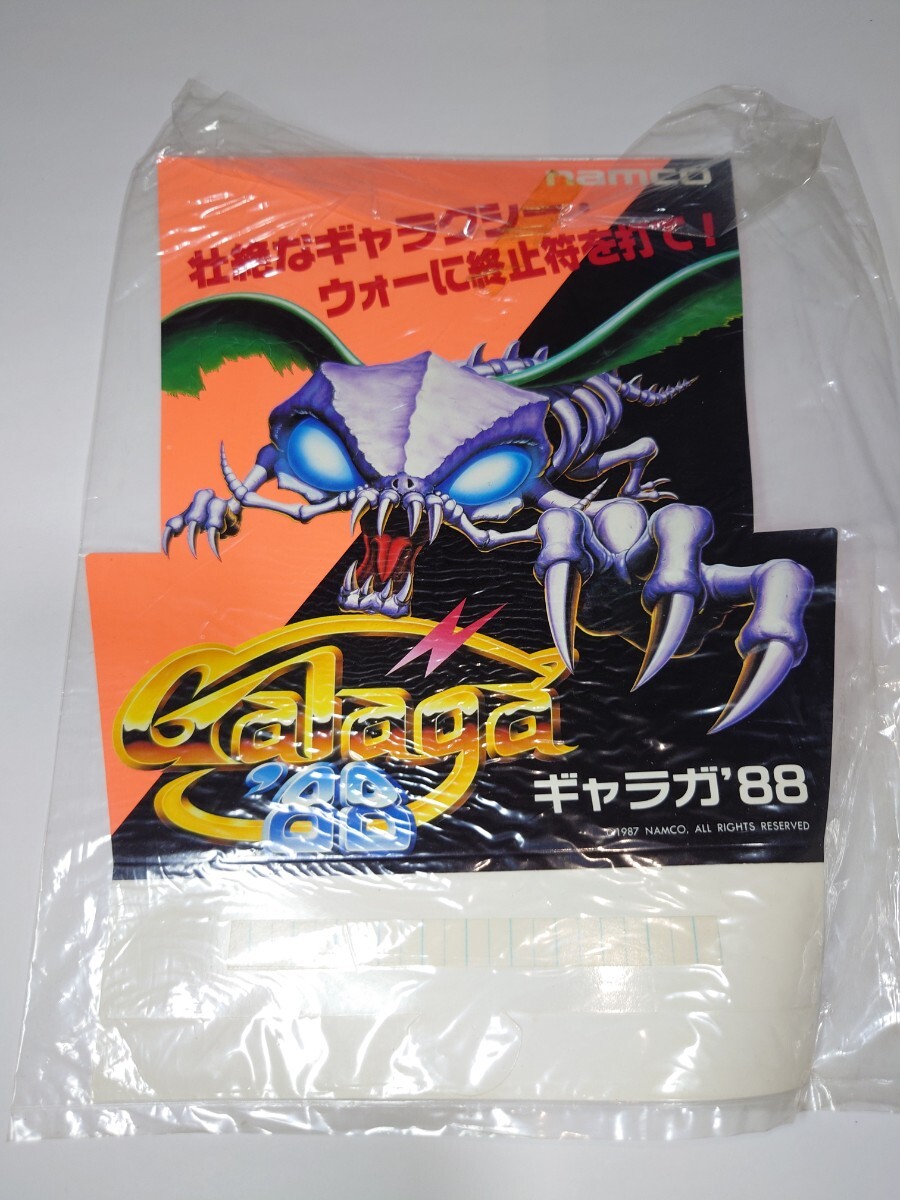 namco
壮絶なギャラクシー・
ウォーに終止符を打て！
Galaga
'88
ギャラガ'88
©1987 NAMCO, ALL RIGHTS RESERVED